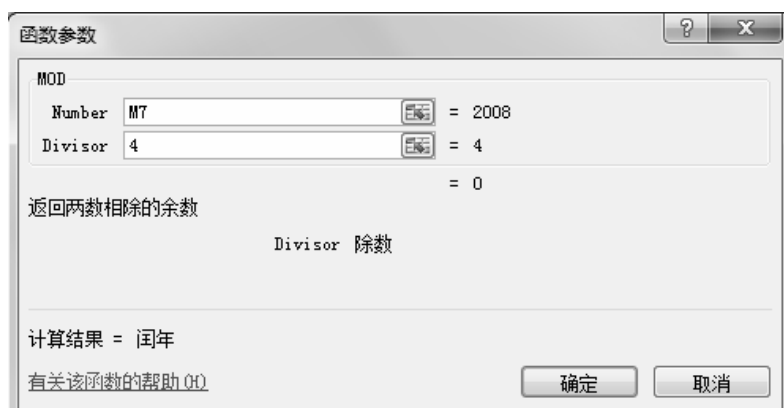 函数参数
MOD
Number M7 = 2008
Divisor 4 = 4
= 0
返回两数相除的余数
Divisor 除数
计算结果 = 闰年
有关该函数的帮助(H)
确定 取消